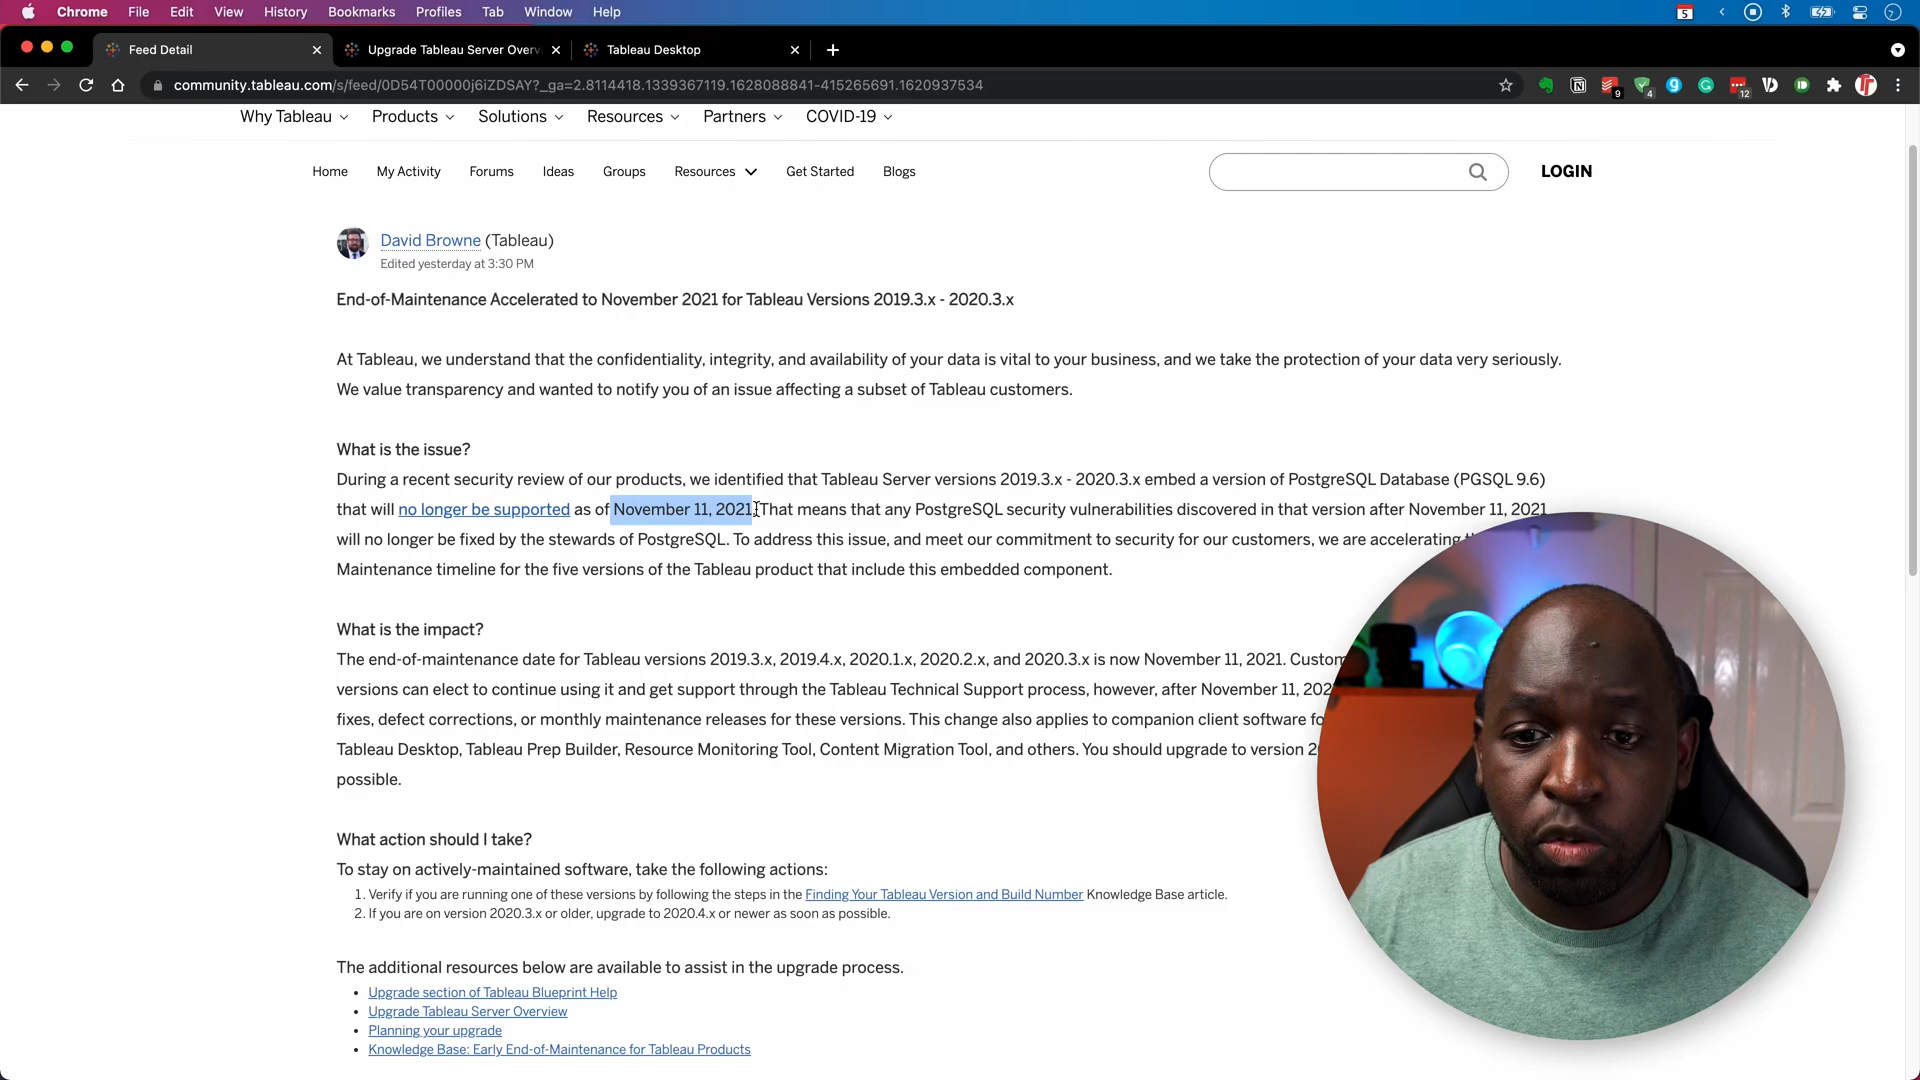 Chrome File Edit View History Bookmarks Profiles Tab Window Help 5
Feed Detail Upgrade Tableau Server Over Tableau Desktop
community.tableau.com/s/feed/0D54T00000j6iZDSAY?_ga=2.8114418.1339367119.1628088841-415265691.1620937534 9 4 12
Why Tableau Products Solutions Resources Partners COVID-19
Home My Activity Forums Ideas Groups Resources Get Started Blogs LOGIN
David Browne (Tableau)
Edited yesterday at 3:30 PM
End-of-Maintenance Accelerated to November 2021 for Tableau Versions 2019.3.x - 2020.3.x
At Tableau, we understand that the confidentiality, integrity, and availability of your data is vital to your business, and we take the protection of your data very seriously.
We value transparency and wanted to notify you of an issue affecting a subset of Tableau customers.
What is the issue?
During a recent security review of our products, we identified that Tableau Server versions 2019.3.x - 2020.3.x embed a version of PostgreSQL Database (PGSQL 9.6)
that will no longer be supported as of November 11, 2021. That means that any PostgreSQL security vulnerabilities discovered in that version after November 11, 2021
will no longer be fixed by the stewards of PostgreSQL. To address this issue, and meet our commitment to security for our customers, we are accelerating
Maintenance timeline for the five versions of the Tableau product that include this embedded component.
What is the impact?
The end-of-maintenance date for Tableau versions 2019.3.x, 2019.4.x, 2020.1.x, 2020.2.x, and 2020.3.x is now November 11, 2021. Custom
versions can elect to continue using it and get support through the Tableau Technical Support process, however, after November 11, 202
fixes, defect corrections, or monthly maintenance releases for these versions. This change also applies to companion client software fo
Tableau Desktop, Tableau Prep Builder, Resource Monitoring Tool, Content Migration Tool, and others. You should upgrade to version 2
possible.
What action should I take?
To stay on actively-maintained software, take the following actions:
1. Verify if you are running one of these versions by following the steps in the Finding Your Tableau Version and Build Number Knowledge Base article.
2. If you are on version 2020.3.x or older, upgrade to 2020.4.x or newer as soon as possible.
The additional resources below are available to assist in the upgrade process.
• Upgrade section of Tableau Blueprint Help
• Upgrade Tableau Server Overview
• Planning your upgrade
• Knowledge Base: Early End-of-Maintenance for Tableau Products